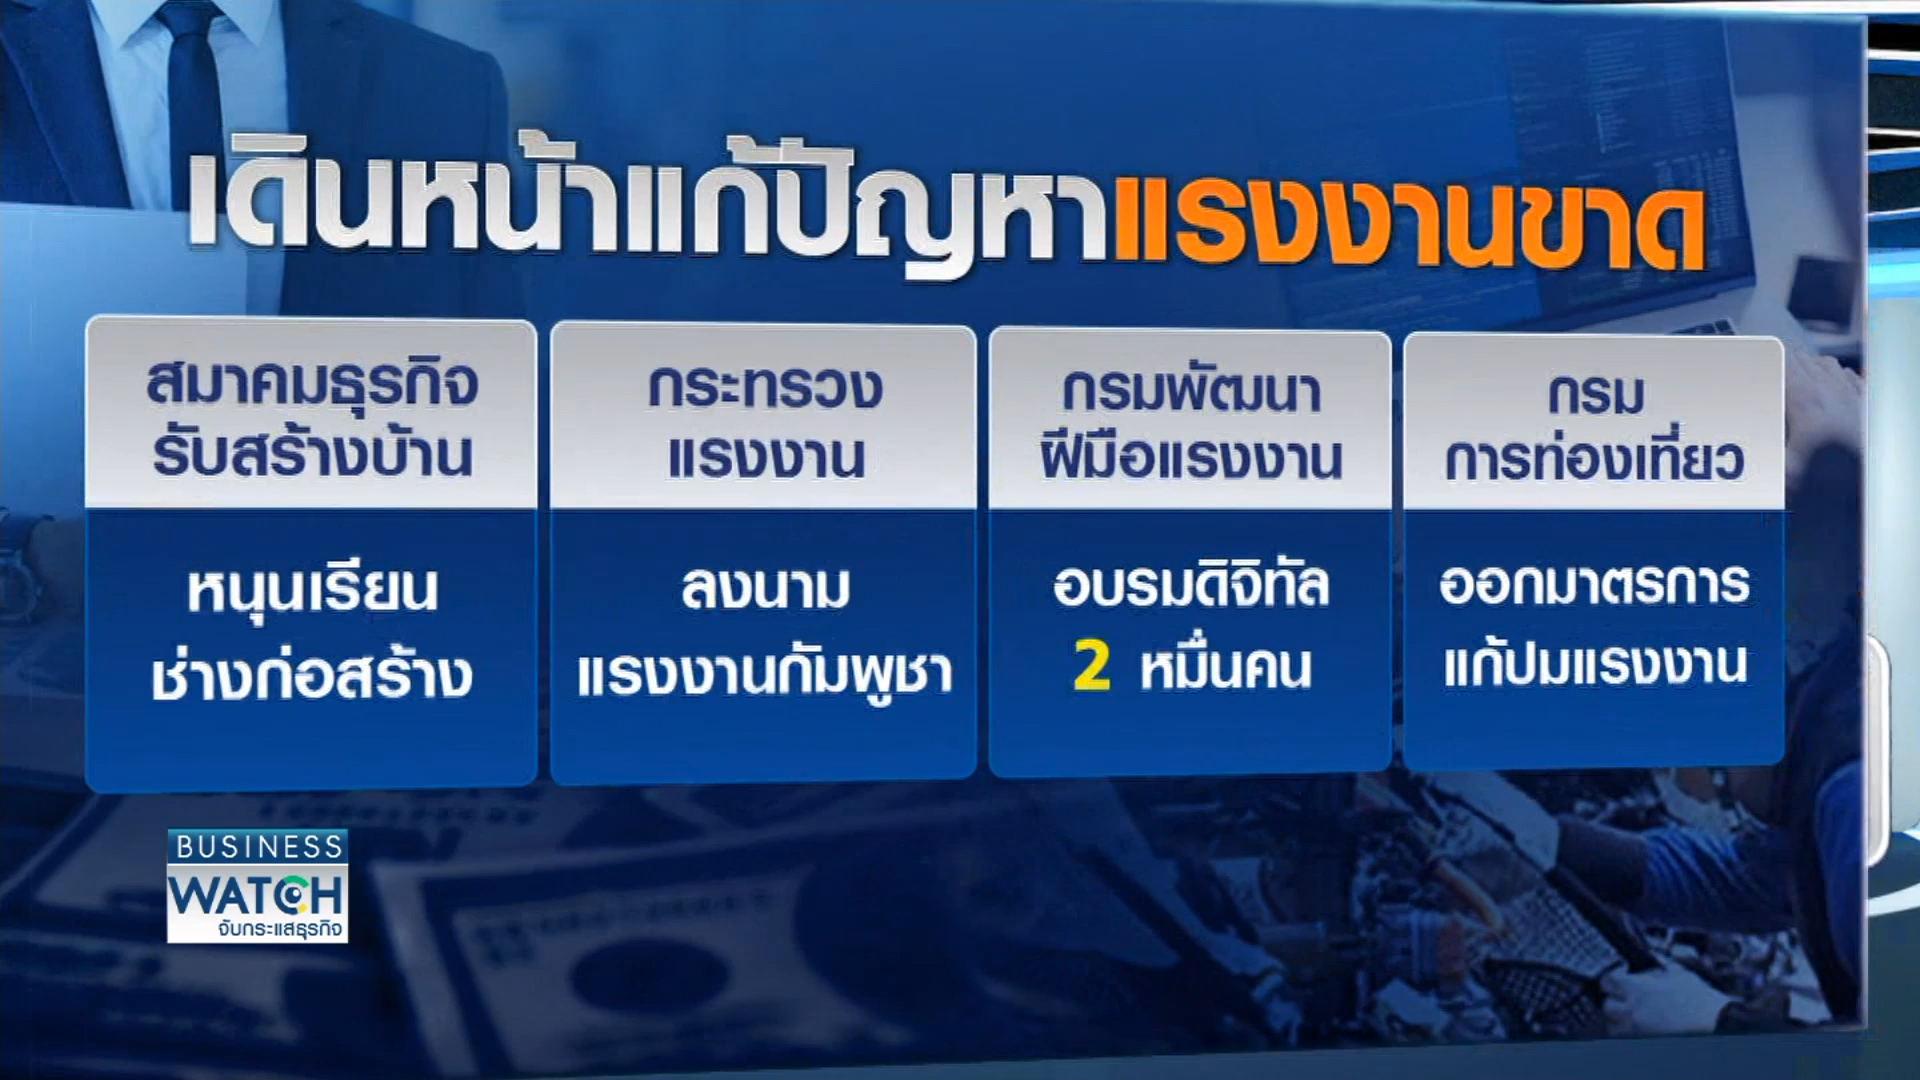 เดินหน้าแก้ปัญหาแรงงานขาด
สมาคมธุรกิจ
รับสร้างบ้าน
หนุนเรียน
ช่างก่อสร้าง
กระทรวง
แรงงาน
ลงนาม
แรงงานกัมพูชา
กรมพัฒนา
ฝีมือแรงงาน
อบรมดิจิทัล
2 หมื่นคน
กรม
การท่องเที่ยว
ออกมาตรการ
แก้ปมแรงงาน
BUSINESS
WATCH
จับกระแสธุรกิจ